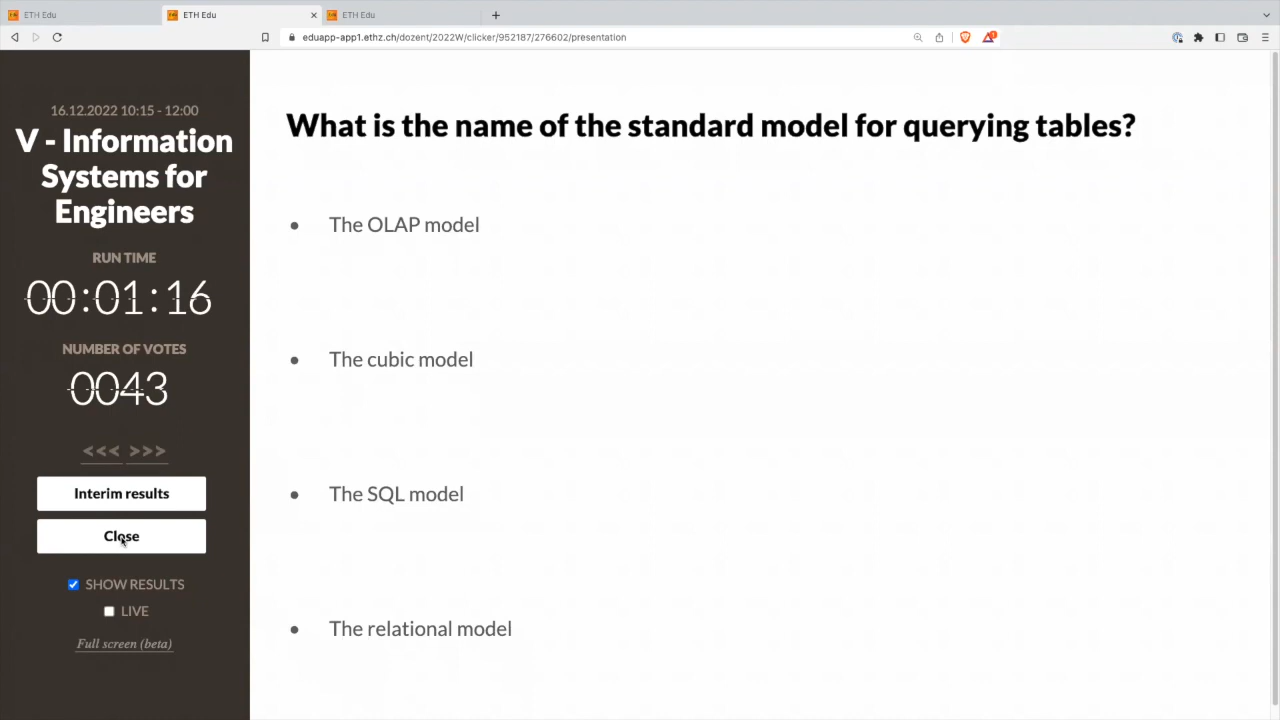 ETH Edu
ETH Edu
ETH Edu
eduapp-app1.ethz.ch/dozent/2022W/clicker/952187/276602/presentation
16.12.2022 10:15 - 12:00
V - Information
Systems for
Engineers
RUN TIME
00:01:16
NUMBER OF VOTES
0043
<<< >>>
Interim results
Close
SHOW RESULTS
LIVE
Full screen (beta)
What is the name of the standard model for querying tables?
• The OLAP model
• The cubic model
• The SQL model
• The relational model